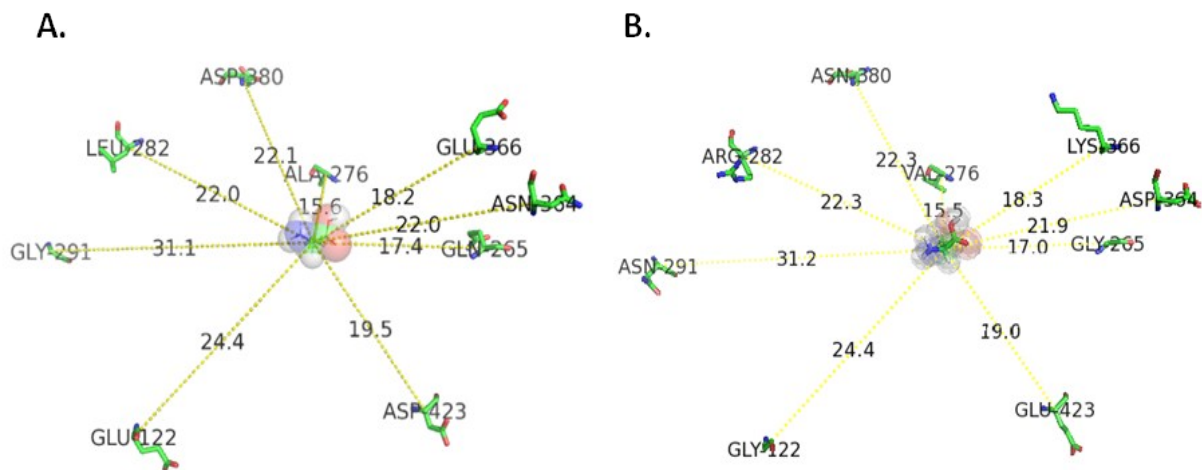 A.
ASP 380
LEU 282
GLU 366
22.1
ALA 276
22.0
18.2
15.6
22.0
ASN 364
GLY 291
31.1
17.4
GLN 265
24.4
19.5
ASP 423
GLU 122
B.
ASN 380
ARG 282
LYS 366
22.3
VAL 276
22.3
18.3
15.5
21.9
ASP 364
17.0
GLY 265
ASN 291
31.2
24.4
19.0
GLU 423
GLY 122